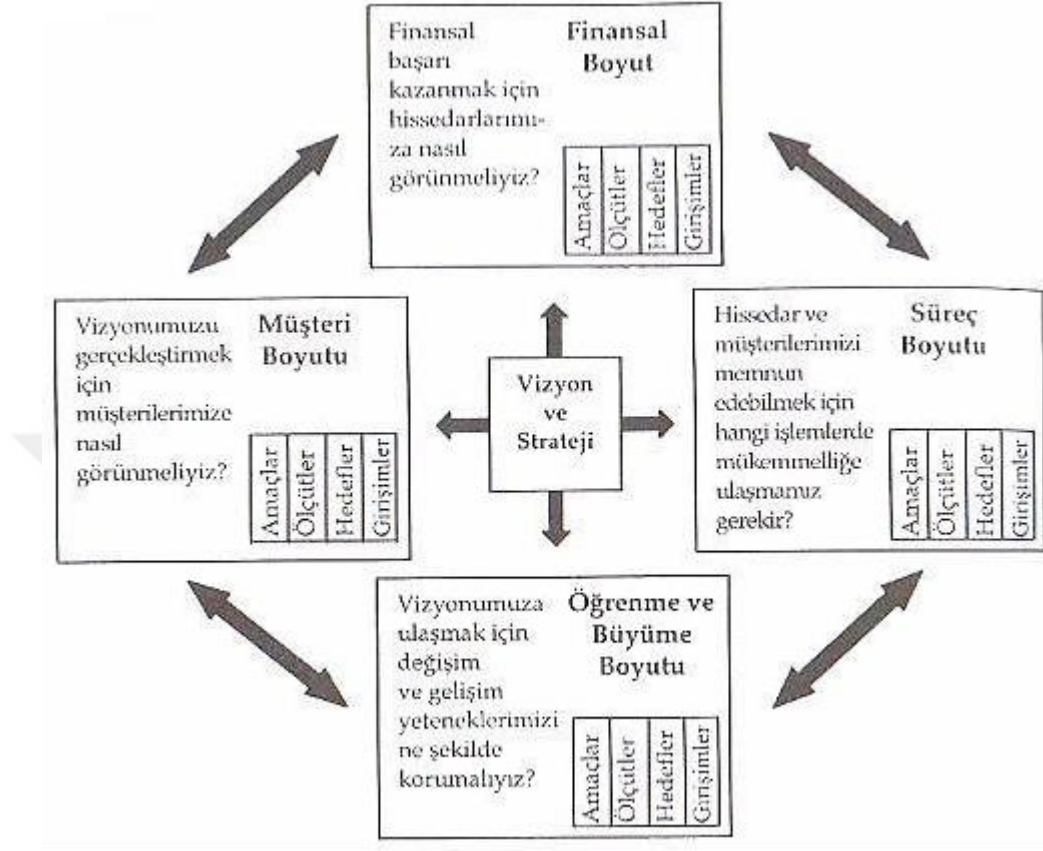 Finansal
başarı
kazanmak için
hissedarlarımı-
za nasıl
görünmeliyiz?
Finansal
Boyut
Amaçlar
Ölçütler
Hedefler
Girişimler
Vizyonumuzu
gerçekleştirmek
için
müşterilerimize
nasıl
görünmeliyiz?
Müşteri
Boyutu
Amaçlar
Ölçütler
Hedefler
Girişimler
Vizyon
ve
Strateji
Hissedar ve
müşterilerimizi
memnun
edebilmek için
hangi işlemlerde
mükemmelliğe
ulaşmamız
gerekir?
Süreç
Boyutu
Amaçlar
Ölçütler
Hedefler
Girişimler
Vizyonumuza
ulaşmak için
değişim
ve gelişim
yeteneklerimizi
ne şekilde
korumalıyız?
Öğrenme ve
Büyüme
Boyutu
Amaçlar
Ölçütler
Hedefler
Girişimler